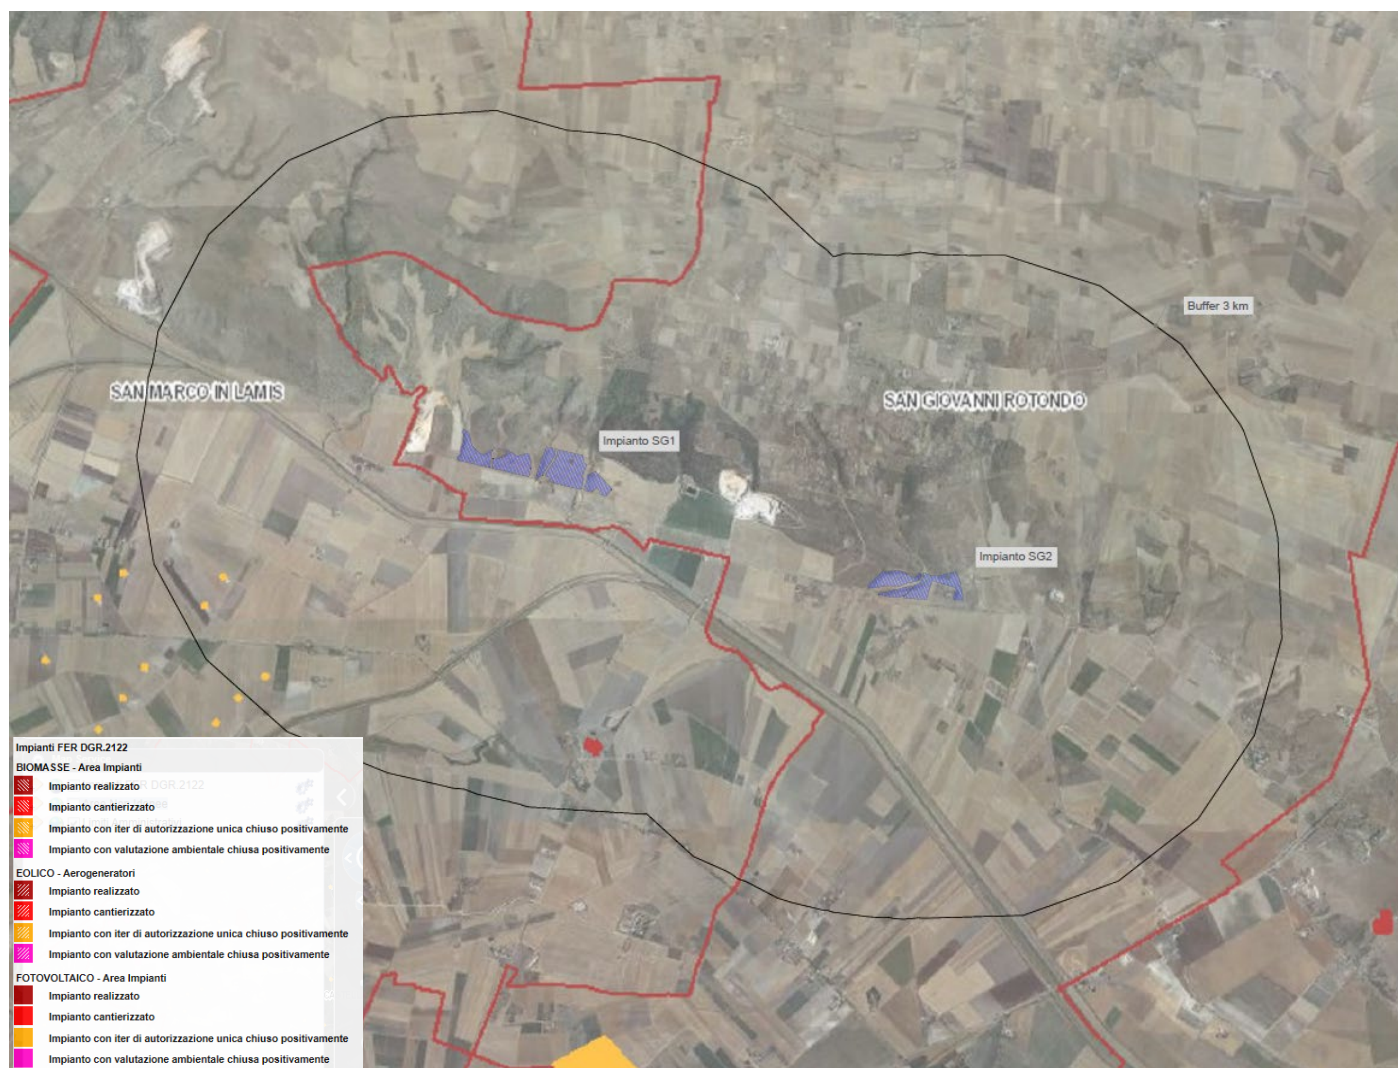 Buffer 3 km
SAN MARCO IN LAMIS
SAN GIOVANNI ROTONDO
Impianto SG1
Impianto SG2
Impianti FER DGR.2122
BIOMASSE - Area Impianti
Impianto realizzato
Impianto cantierizzato
Impianto con iter di autorizzazione unica chiuso positivamente
Impianto con valutazione ambientale chiusa positivamente
EOLICO - Aerogeneratori
Impianto realizzato
Impianto cantierizzato
Impianto con iter di autorizzazione unica chiuso positivamente
Impianto con valutazione ambientale chiusa positivamente
FOTOVOLTAICO - Area Impianti
Impianto realizzato
Impianto cantierizzato
Impianto con iter di autorizzazione unica chiuso positivamente
Impianto con valutazione ambientale chiusa positivamente